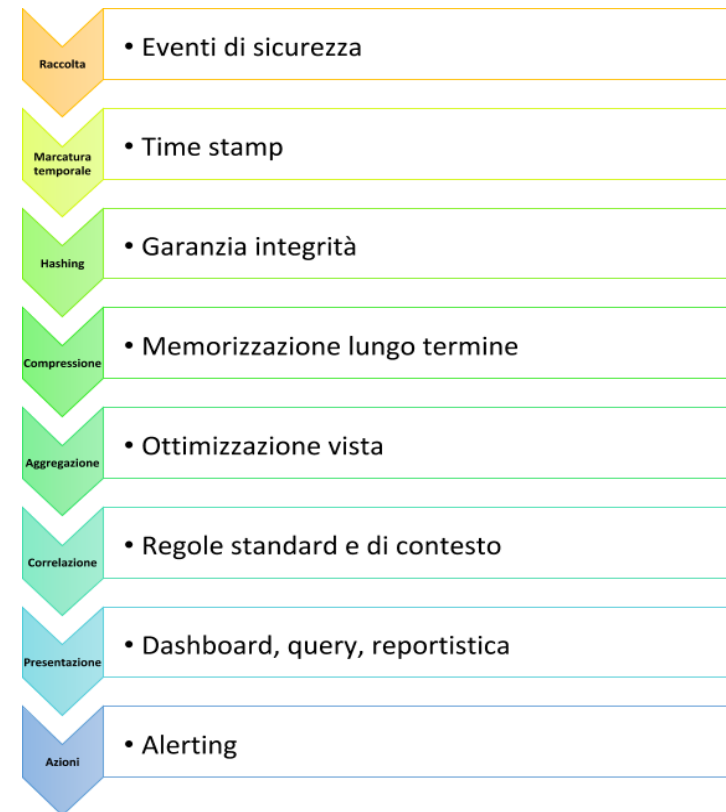 Raccolta
• Eventi di sicurezza
Marcatura
temporale
• Time stamp
Hashing
• Garanzia integrità
Compressione
• Memorizzazione lungo termine
Aggregazione
• Ottimizzazione vista
Correlazione
• Regole standard e di contesto
Presentazione
• Dashboard, query, reportistica
Azioni
• Alerting